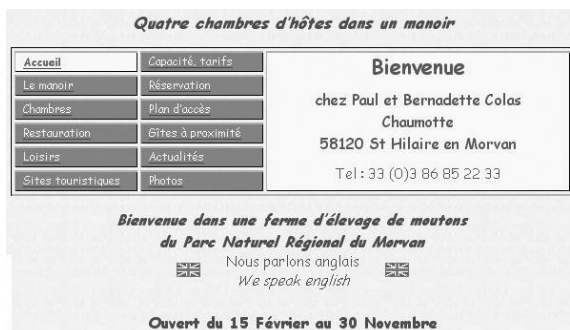 Quatre chambres d'hôtes dans un manoir
Accueil
Capacité, tarifs
Le manoir
Réservation
Chambres
Plan d'accès
Restauration
Gîtes à proximité
Loisirs
Actualités
Sites touristiques
Photos
Bienvenue
chez Paul et Bernadette Colas
Chaumotte
58120 St Hilaire en Morvan
Tel : 33 (0)3 86 85 22 33
Bienvenue dans une ferme d'élevage de moutons
du Parc Naturel Régional du Morvan
Nous parlons anglais
We speak english
Ouvert du 15 Février au 30 Novembre